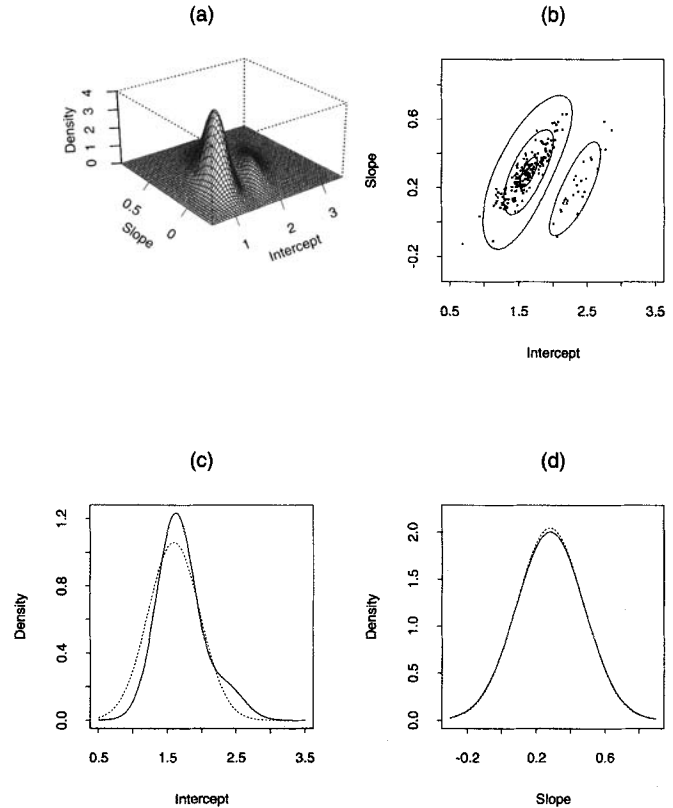 (a)
Density
0 1 2 3 4
Slope
0.5
0
Intercept
1 2 3
(b)
Slope
-0.2 0.2 0.6
0.5 1.5 2.5 3.5
Intercept
(c)
Density
0.0 0.4 0.8 1.2
0.5 1.5 2.5 3.5
Intercept
(d)
Density
0.0 0.5 1.0 1.5 2.0
-0.2 0.2 0.6
Slope